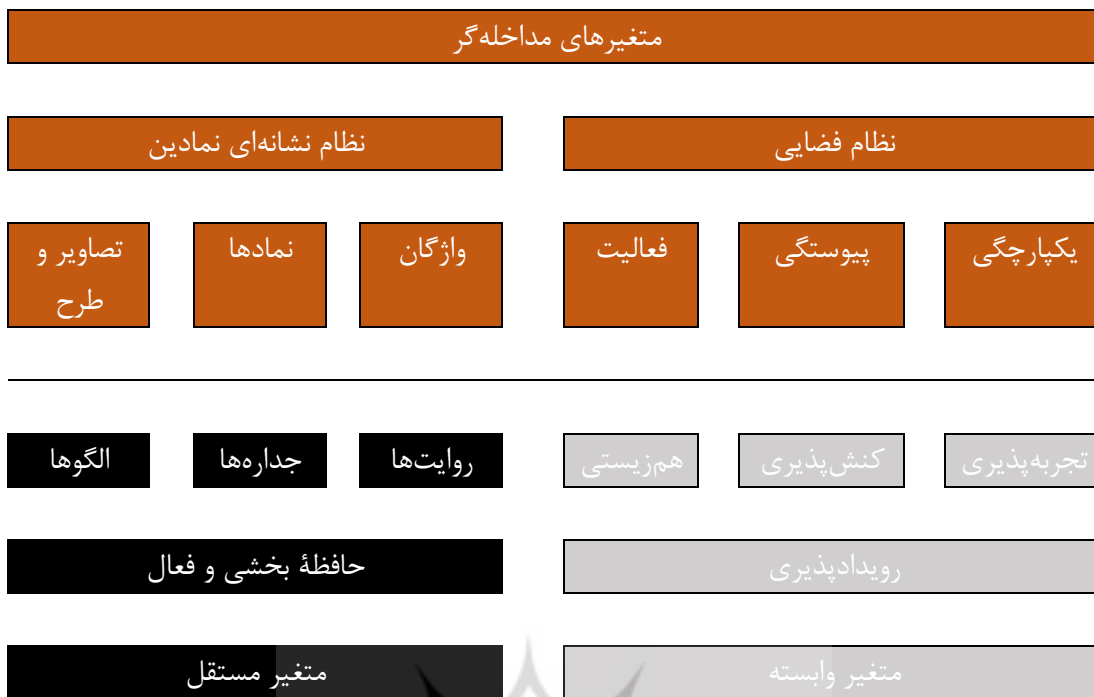 متغیرهای مداخله‌گر
نظام فضایی
نظام نشانه‌ای نمادین
یکپارچگی
پیوستگی
فعالیت
واژگان
نمادها
تصاویر و
طرح
تجربه‌پذیری
کنش‌پذیری
هم‌زیستی
روایت‌ها
جداره‌ها
الگوها
رویدادپذیری
حافظهٔ بخشی و فعال
متغیر وابسته
متغیر مستقل